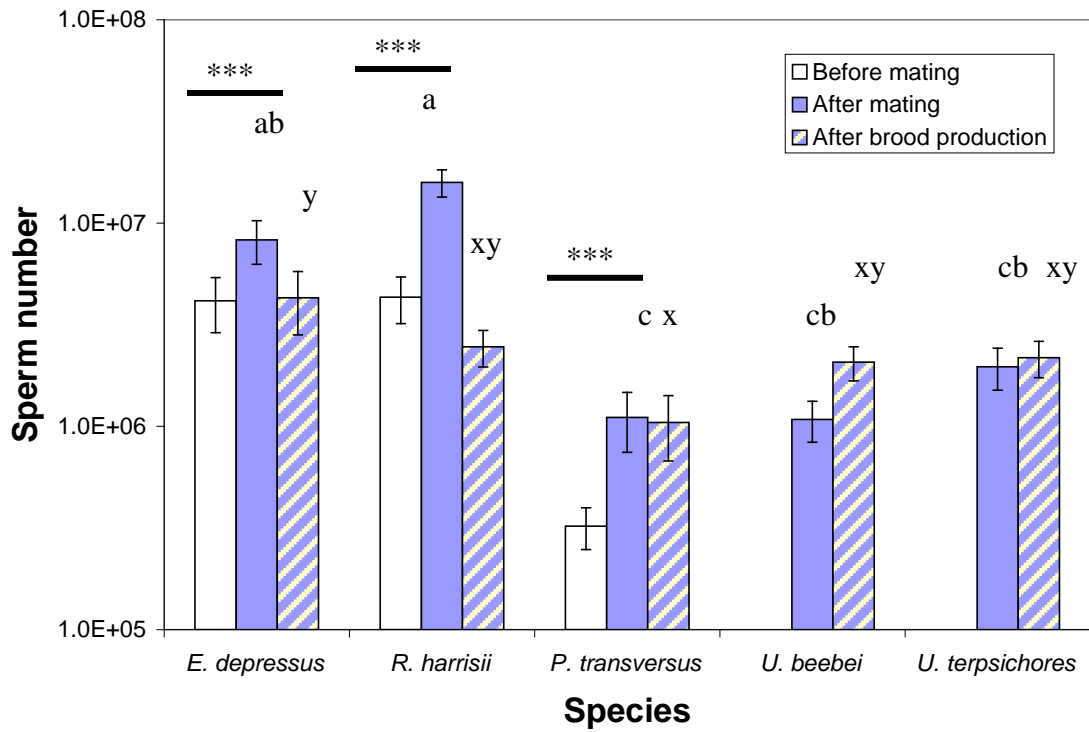 1.0E+08
1.0E+07
1.0E+06
1.0E+05
Sperm number
*** *** ***
ab a
y xy
c x cb xy cb xy
Before mating
After mating
After brood production
E. depressus R. harrisii P. transversus U. beebei U. terpsichores
Species